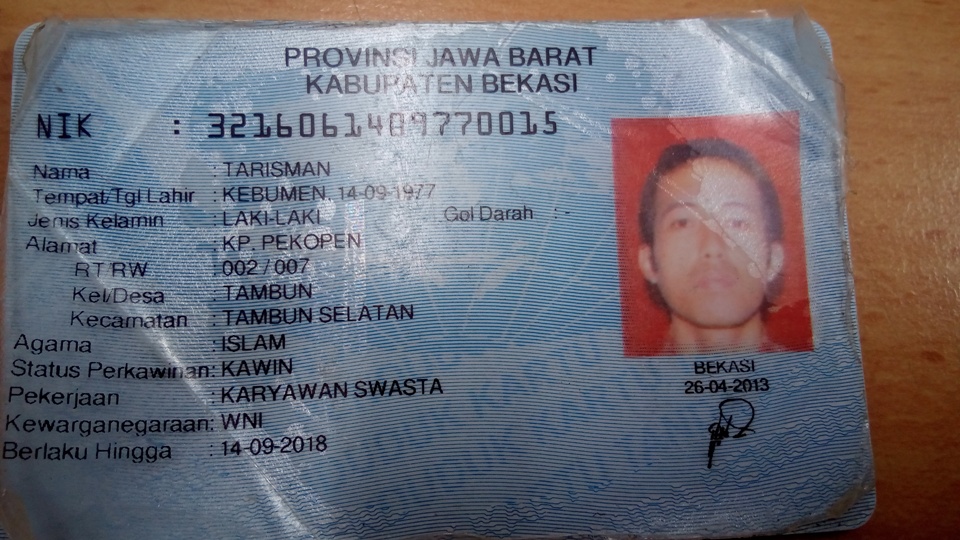 PROVINSI JAWA BARAT
KABUPATEN BEKASI
NIK :
Nama : TARISMAN
Tempat/Tgl Lahir : KEBUMEN, 14-09-1977
Jenis Kelamin : LAKI-LAKI Gol Darah : -
Alamat : KP. PEKOPEN
RT/RW : 002 / 007
Kel/Desa : TAMBUN
Kecamatan : TAMBUN SELATAN
Agama : ISLAM
Status Perkawinan: KAWIN
Pekerjaan : KARYAWAN SWASTA
Kewarganegaraan: WNI
Berlaku Hingga : 14-09-2018
BEKASI
26-04-2013